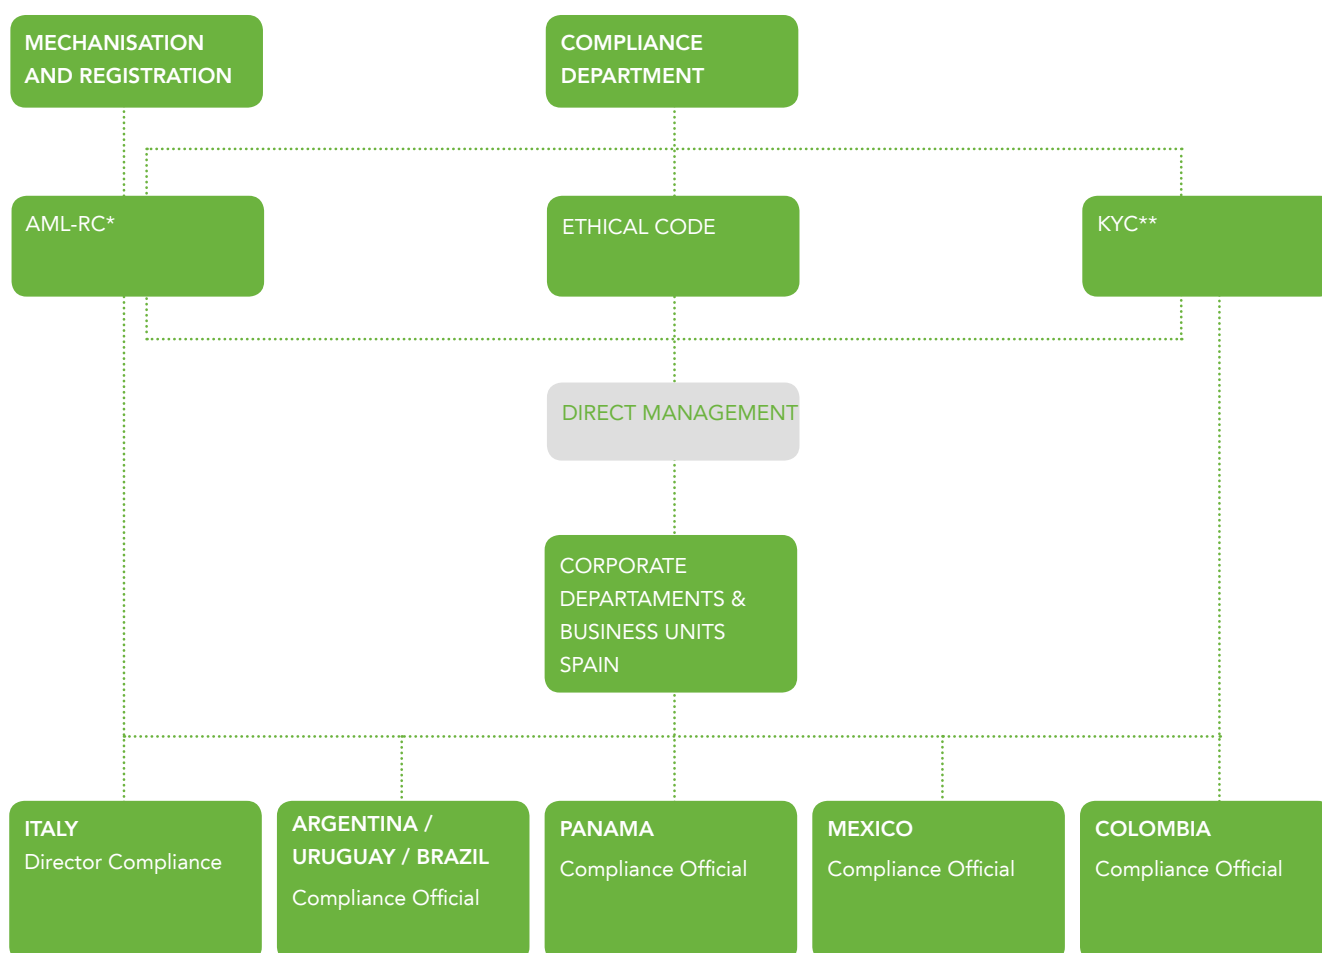 MECHANISATION
AND REGISTRATION
COMPLIANCE
DEPARTMENT
AML-RC*
ETHICAL CODE
KYC**
DIRECT MANAGEMENT
CORPORATE
DEPARTAMENTS &
BUSINESS UNITS
SPAIN
ITALY
Director Compliance
ARGENTINA /
URUGUAY / BRAZIL
Compliance Official
PANAMA
Compliance Official
MEXICO
Compliance Official
COLOMBIA
Compliance Official